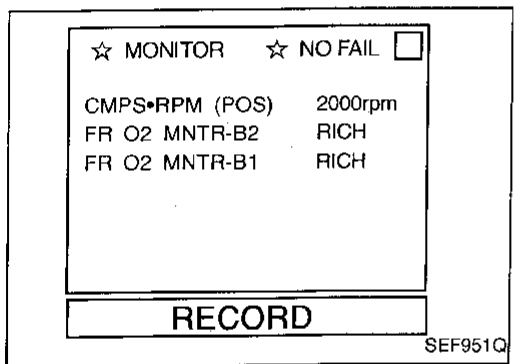 ☆ MONITOR ☆ NO FAIL
CMPS•RPM (POS) 2000rpm
FR O2 MNTR-B2 RICH
FR O2 MNTR-B1 RICH
RECORD
SEF951Q